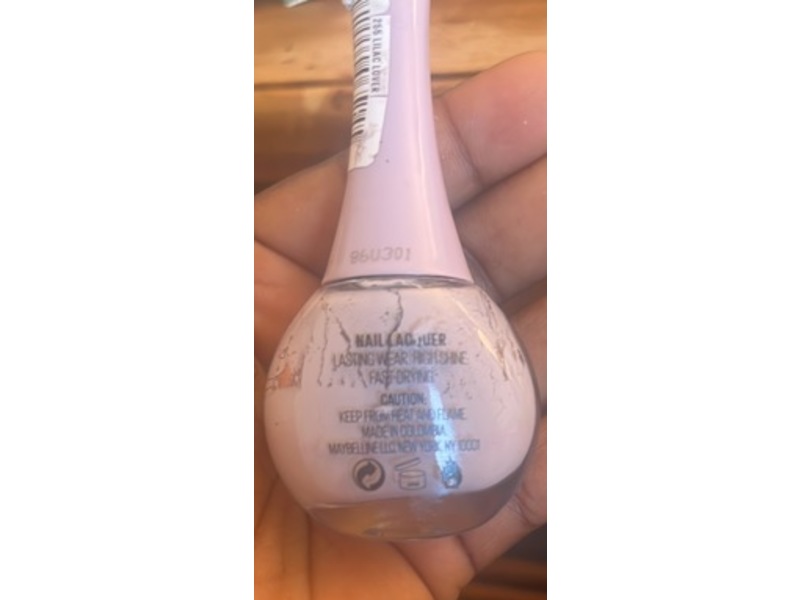 LILAC LOVER
B6U301
NAIL LACQUER
LASTING WEAR. HIGH SHINE.
FAST-DRYING.
CAUTION:
KEEP FROM HEAT AND FLAME.
MADE IN COLOMBIA.
MAYBELLINE LLC, NEW YORK, NY 10001